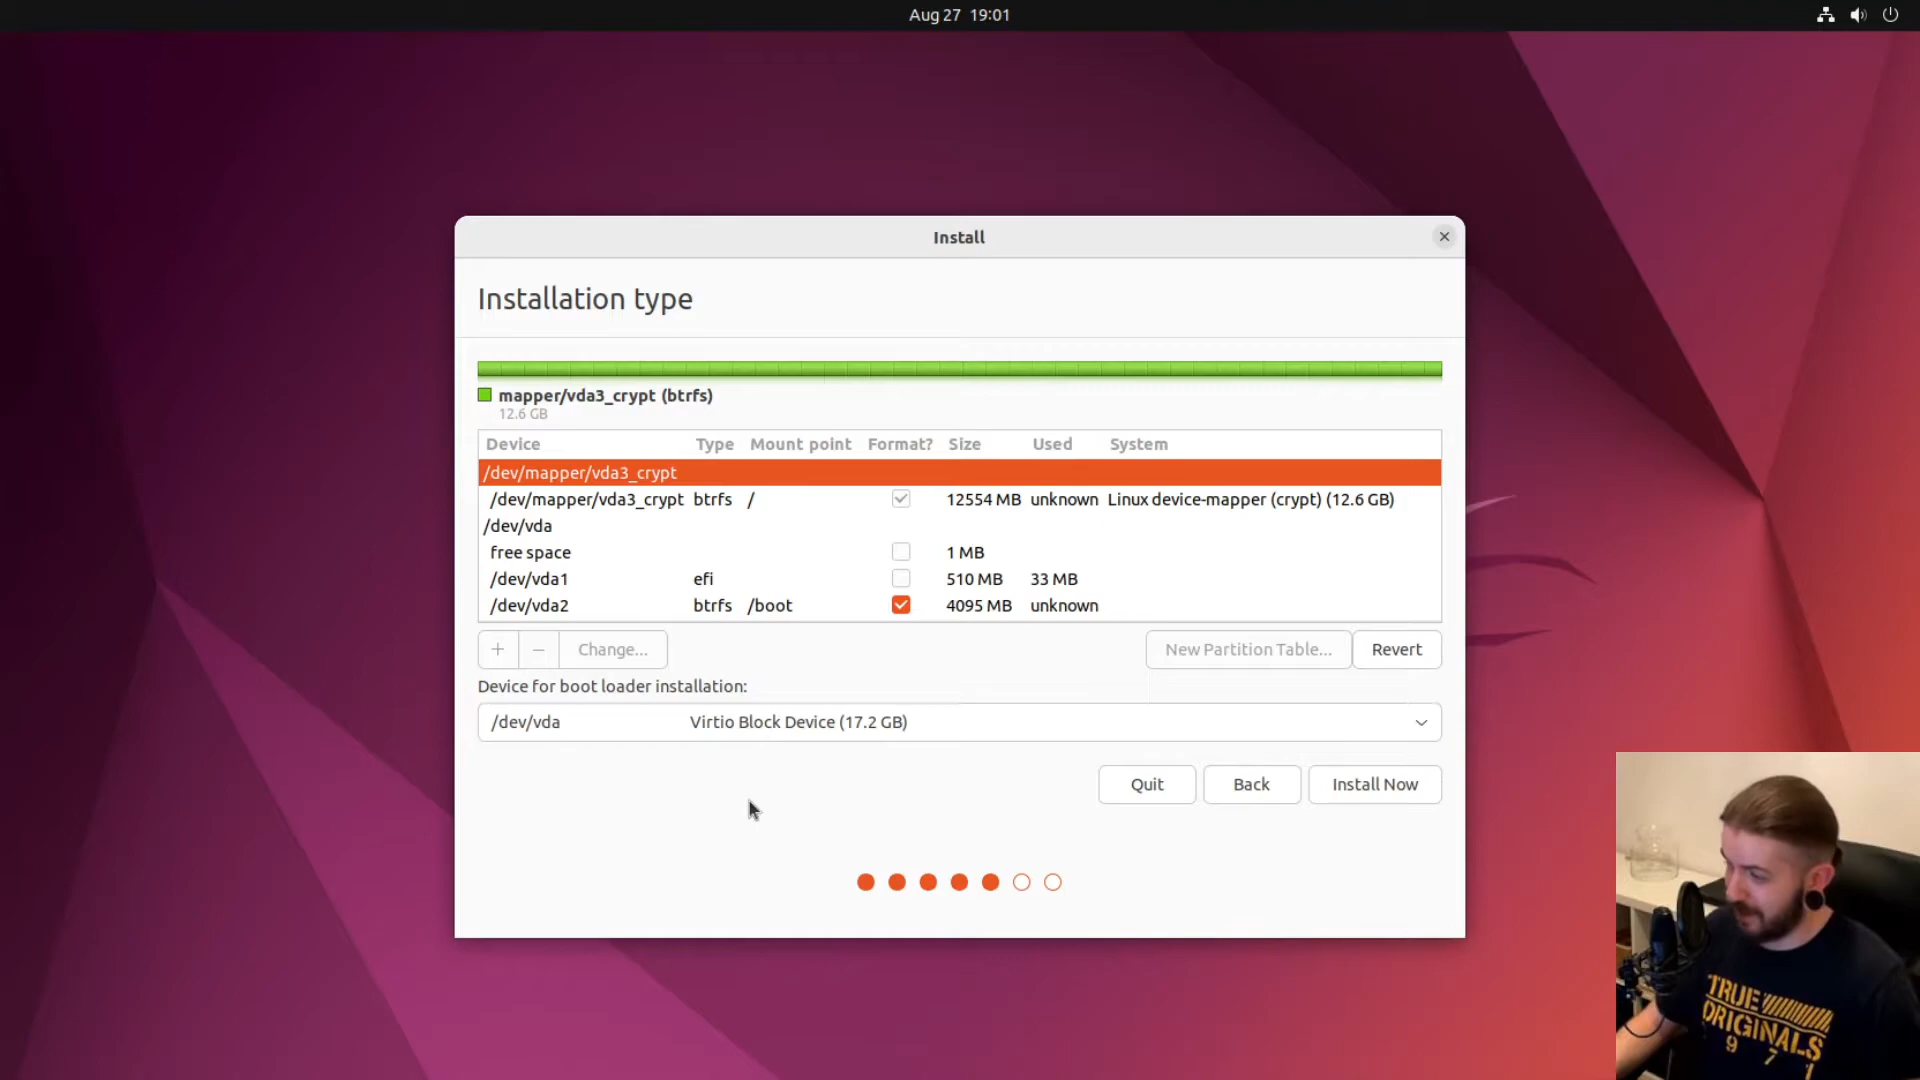 Aug 27 19:01
Install
Installation type
mapper/vda3_crypt (btrfs)
12.6 GB
Device Type Mount point Format? Size Used System
/dev/mapper/vda3_crypt
/dev/mapper/vda3_crypt btrfs / 12554 MB unknown Linux device-mapper (crypt) (12.6 GB)
/dev/vda
free space 1 MB
/dev/vda1 efi 510 MB 33 MB
/dev/vda2 btrfs /boot 4095 MB unknown
+ − Change... New Partition Table... Revert
Device for boot loader installation:
/dev/vda Virtio Block Device (17.2 GB)
Quit Back Install Now
TRUE
ORIGINALS
9 7 1